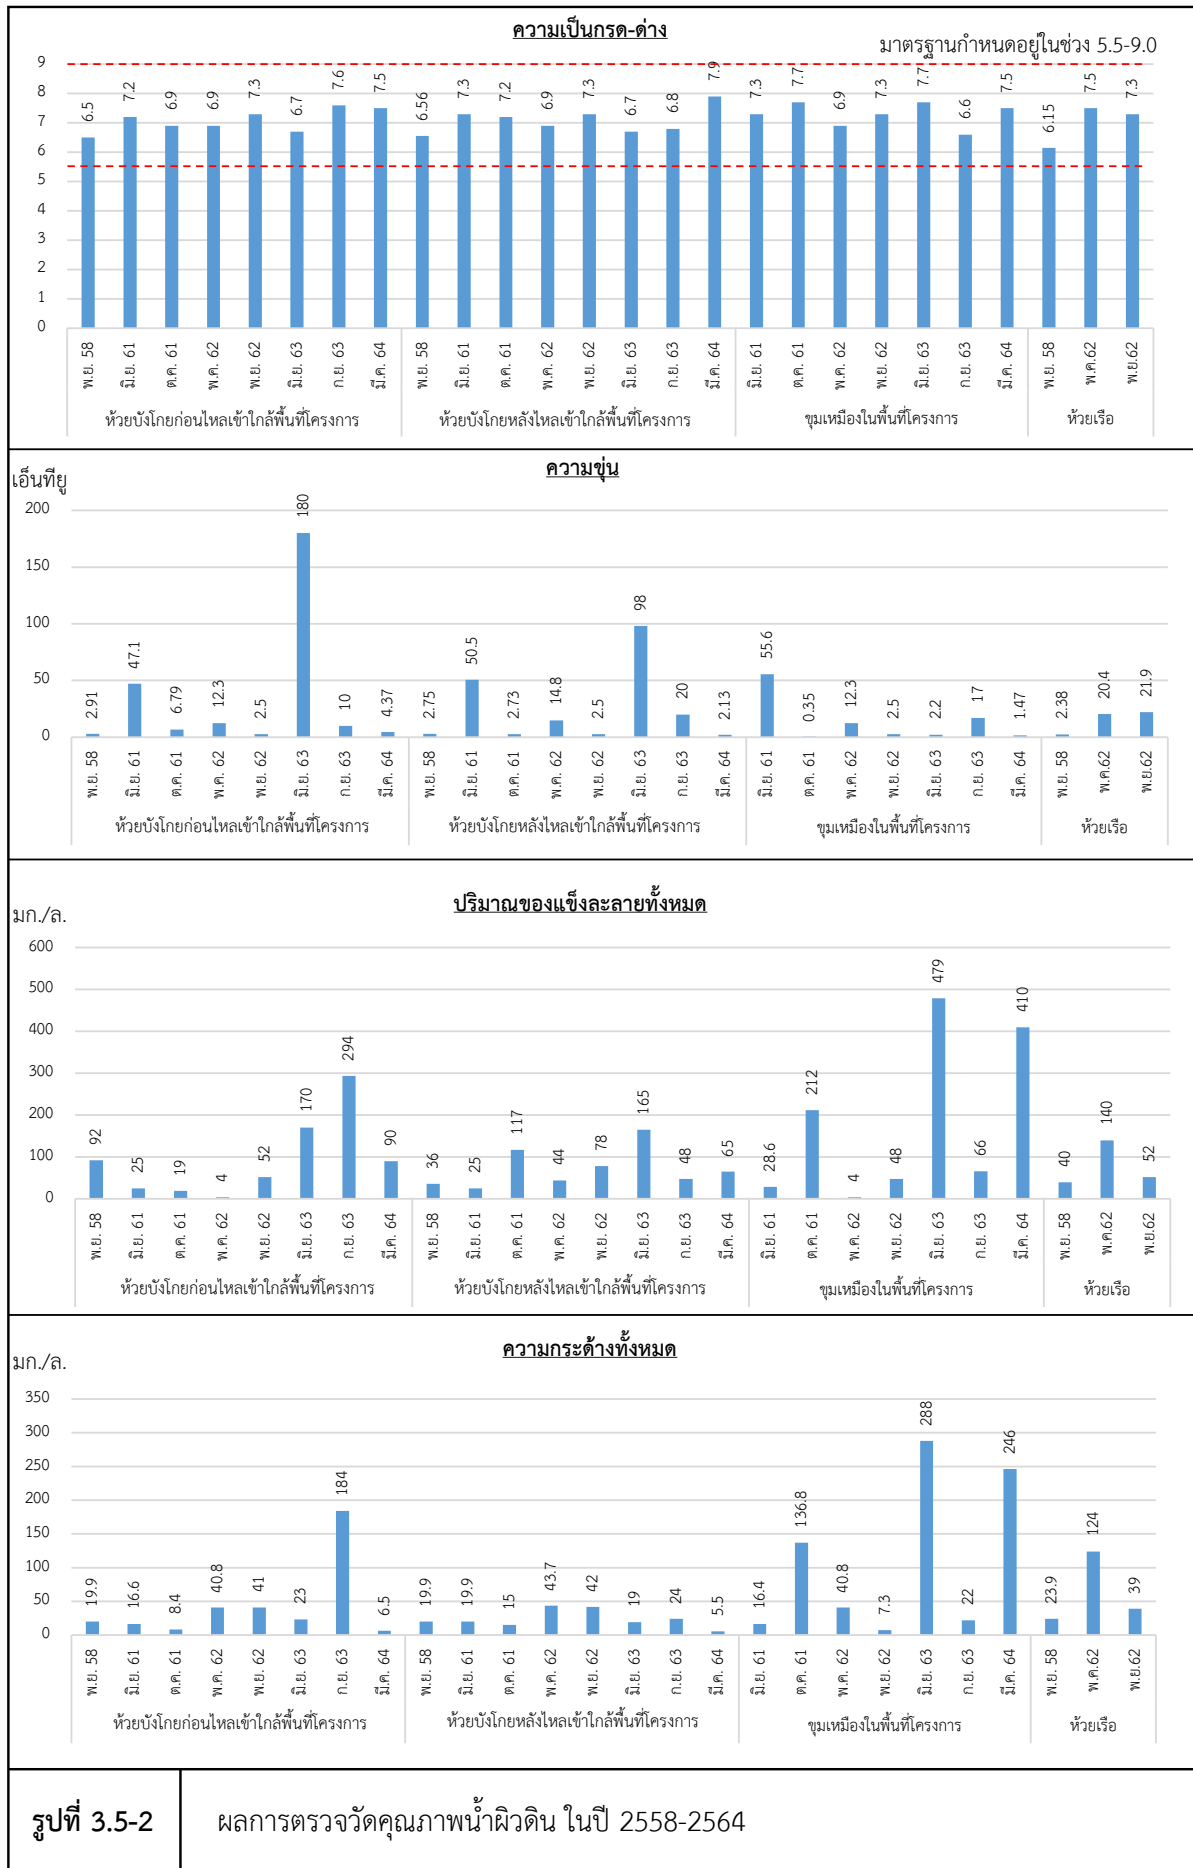 ความเป็นกรด-ด่าง
มาตรฐานกำหนดอยู่ในช่วง 5.5-9.0
9
8
7
6
5
4
3
2
1
0
6.5 7.2 6.9 6.9 7.3 6.7 7.6 7.5 6.56 7.3 7.2 6.9 7.3 6.7 6.8 7.9 7.3 7.7 6.9 7.3 7.7 6.6 7.5 6.15 7.5 7.3
พ.ย. 58 มิ.ย. 61 ต.ค. 61 พ.ค. 62 พ.ย. 62 มิ.ย. 63 ก.ย. 63 มี.ค. 64 พ.ย. 58 มิ.ย. 61 ต.ค. 61 พ.ค. 62 พ.ย. 62 มิ.ย. 63 ก.ย. 63 มี.ค. 64 มิ.ย. 61 ต.ค. 61 พ.ค. 62 พ.ย. 62 มิ.ย. 63 ก.ย. 63 มี.ค. 64 พ.ย. 58 พ.ค.62 พ.ย.62
ห้วยบังโกยก่อนไหลเข้าใกล้พื้นที่โครงการ ห้วยบังโกยหลังไหลเข้าใกล้พื้นที่โครงการ ขุมเหมืองในพื้นที่โครงการ ห้วยเรือ
ความขุ่น
เอ็นทียู
200
150
100
50
0
2.91 47.1 6.79 12.3 2.5 180 10 4.37 2.75 50.5 2.73 14.8 2.5 98 20 2.13 55.6 0.35 12.3 2.5 2.2 17 1.47 2.38 20.4 21.9
พ.ย. 58 มิ.ย. 61 ต.ค. 61 พ.ค. 62 พ.ย. 62 มิ.ย. 63 ก.ย. 63 มี.ค. 64 พ.ย. 58 มิ.ย. 61 ต.ค. 61 พ.ค. 62 พ.ย. 62 มิ.ย. 63 ก.ย. 63 มี.ค. 64 มิ.ย. 61 ต.ค. 61 พ.ค. 62 พ.ย. 62 มิ.ย. 63 ก.ย. 63 มี.ค. 64 พ.ย. 58 พ.ค.62 พ.ย.62
ห้วยบังโกยก่อนไหลเข้าใกล้พื้นที่โครงการ ห้วยบังโกยหลังไหลเข้าใกล้พื้นที่โครงการ ขุมเหมืองในพื้นที่โครงการ ห้วยเรือ
ปริมาณของแข็งละลายทั้งหมด
มก./ล.
600
500
400
300
200
100
0
92 25 19 4 52 170 294 90 36 25 117 44 78 165 48 65 28.6 212 4 48 479 66 410 40 140 52
พ.ย. 58 มิ.ย. 61 ต.ค. 61 พ.ค. 62 พ.ย. 62 มิ.ย. 63 ก.ย. 63 มี.ค. 64 พ.ย. 58 มิ.ย. 61 ต.ค. 61 พ.ค. 62 พ.ย. 62 มิ.ย. 63 ก.ย. 63 มี.ค. 64 มิ.ย. 61 ต.ค. 61 พ.ค. 62 พ.ย. 62 มิ.ย. 63 ก.ย. 63 มี.ค. 64 พ.ย. 58 พ.ค.62 พ.ย.62
ห้วยบังโกยก่อนไหลเข้าใกล้พื้นที่โครงการ ห้วยบังโกยหลังไหลเข้าใกล้พื้นที่โครงการ ขุมเหมืองในพื้นที่โครงการ ห้วยเรือ
ความกระด้างทั้งหมด
มก./ล.
350
300
250
200
150
100
50
0
19.9 16.6 8.4 40.8 41 23 184 6.5 19.9 19.9 15 43.7 42 19 24 5.5 16.4 136.8 40.8 7.3 288 22 246 23.9 124 39
พ.ย. 58 มิ.ย. 61 ต.ค. 61 พ.ค. 62 พ.ย. 62 มิ.ย. 63 ก.ย. 63 มี.ค. 64 พ.ย. 58 มิ.ย. 61 ต.ค. 61 พ.ค. 62 พ.ย. 62 มิ.ย. 63 ก.ย. 63 มี.ค. 64 มิ.ย. 61 ต.ค. 61 พ.ค. 62 พ.ย. 62 มิ.ย. 63 ก.ย. 63 มี.ค. 64 พ.ย. 58 พ.ค.62 พ.ย.62
ห้วยบังโกยก่อนไหลเข้าใกล้พื้นที่โครงการ ห้วยบังโกยหลังไหลเข้าใกล้พื้นที่โครงการ ขุมเหมืองในพื้นที่โครงการ ห้วยเรือ
รูปที่ 3.5-2 ผลการตรวจวัดคุณภาพน้ำผิวดิน ในปี 2558-2564